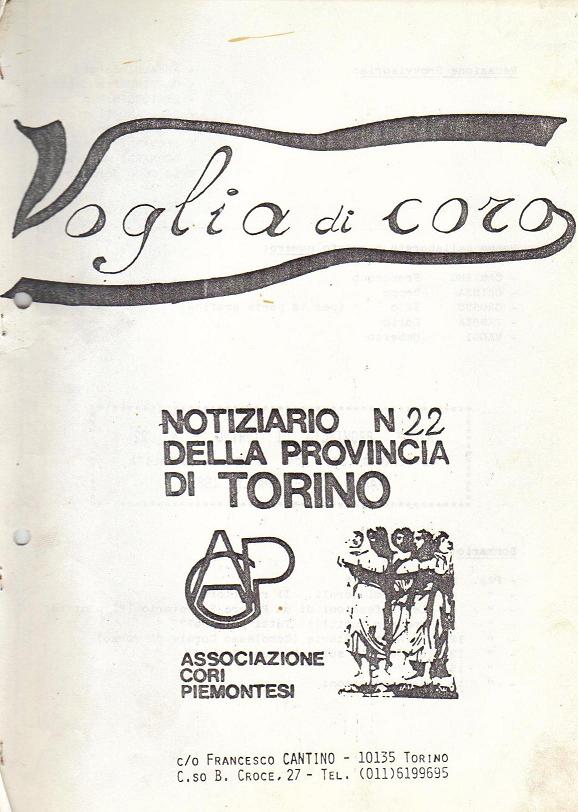 Voglia di coro
NOTIZIARIO N 22
DELLA PROVINCIA
DI TORINO
ACP
ASSOCIAZIONE
CORI
PIEMONTESI
c/o FRANCESCO CANTINO - 10135 TORINO
C.SO B. CROCE, 27 - TEL. (011)6199695